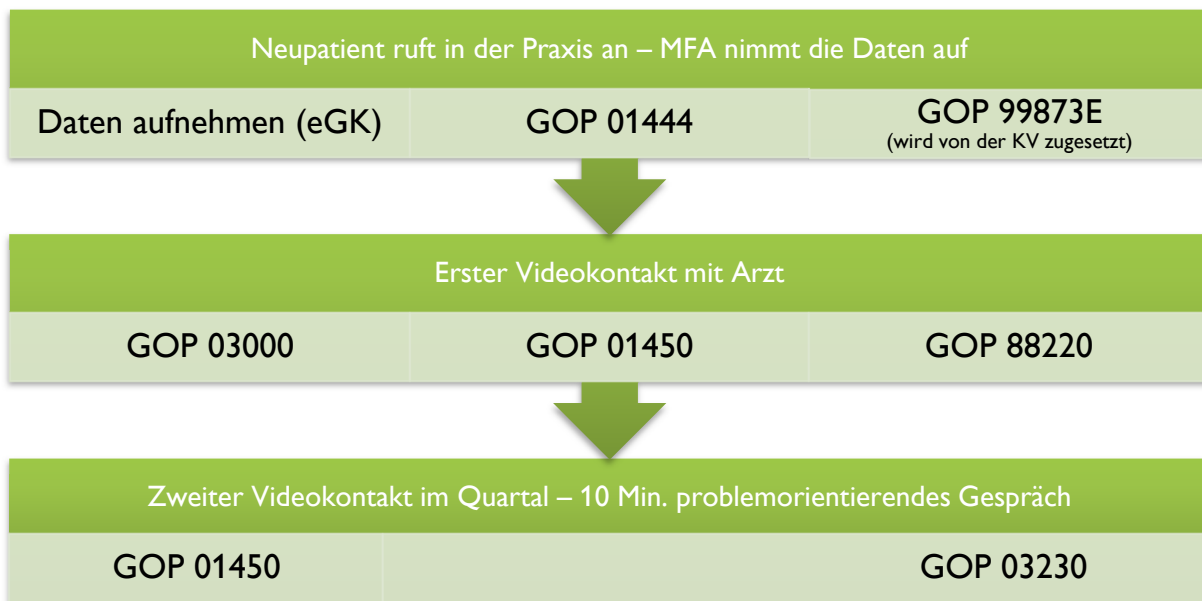 Neupatient ruft in der Praxis an – MFA nimmt die Daten auf
Daten aufnehmen (eGK)
GOP 01444
GOP 99873E
(wird von der KV zugesetzt)
Erster Videokontakt mit Arzt
GOP 03000
GOP 01450
GOP 88220
Zweiter Videokontakt im Quartal – 10 Min. problemorientierendes Gespräch
GOP 01450
GOP 03230